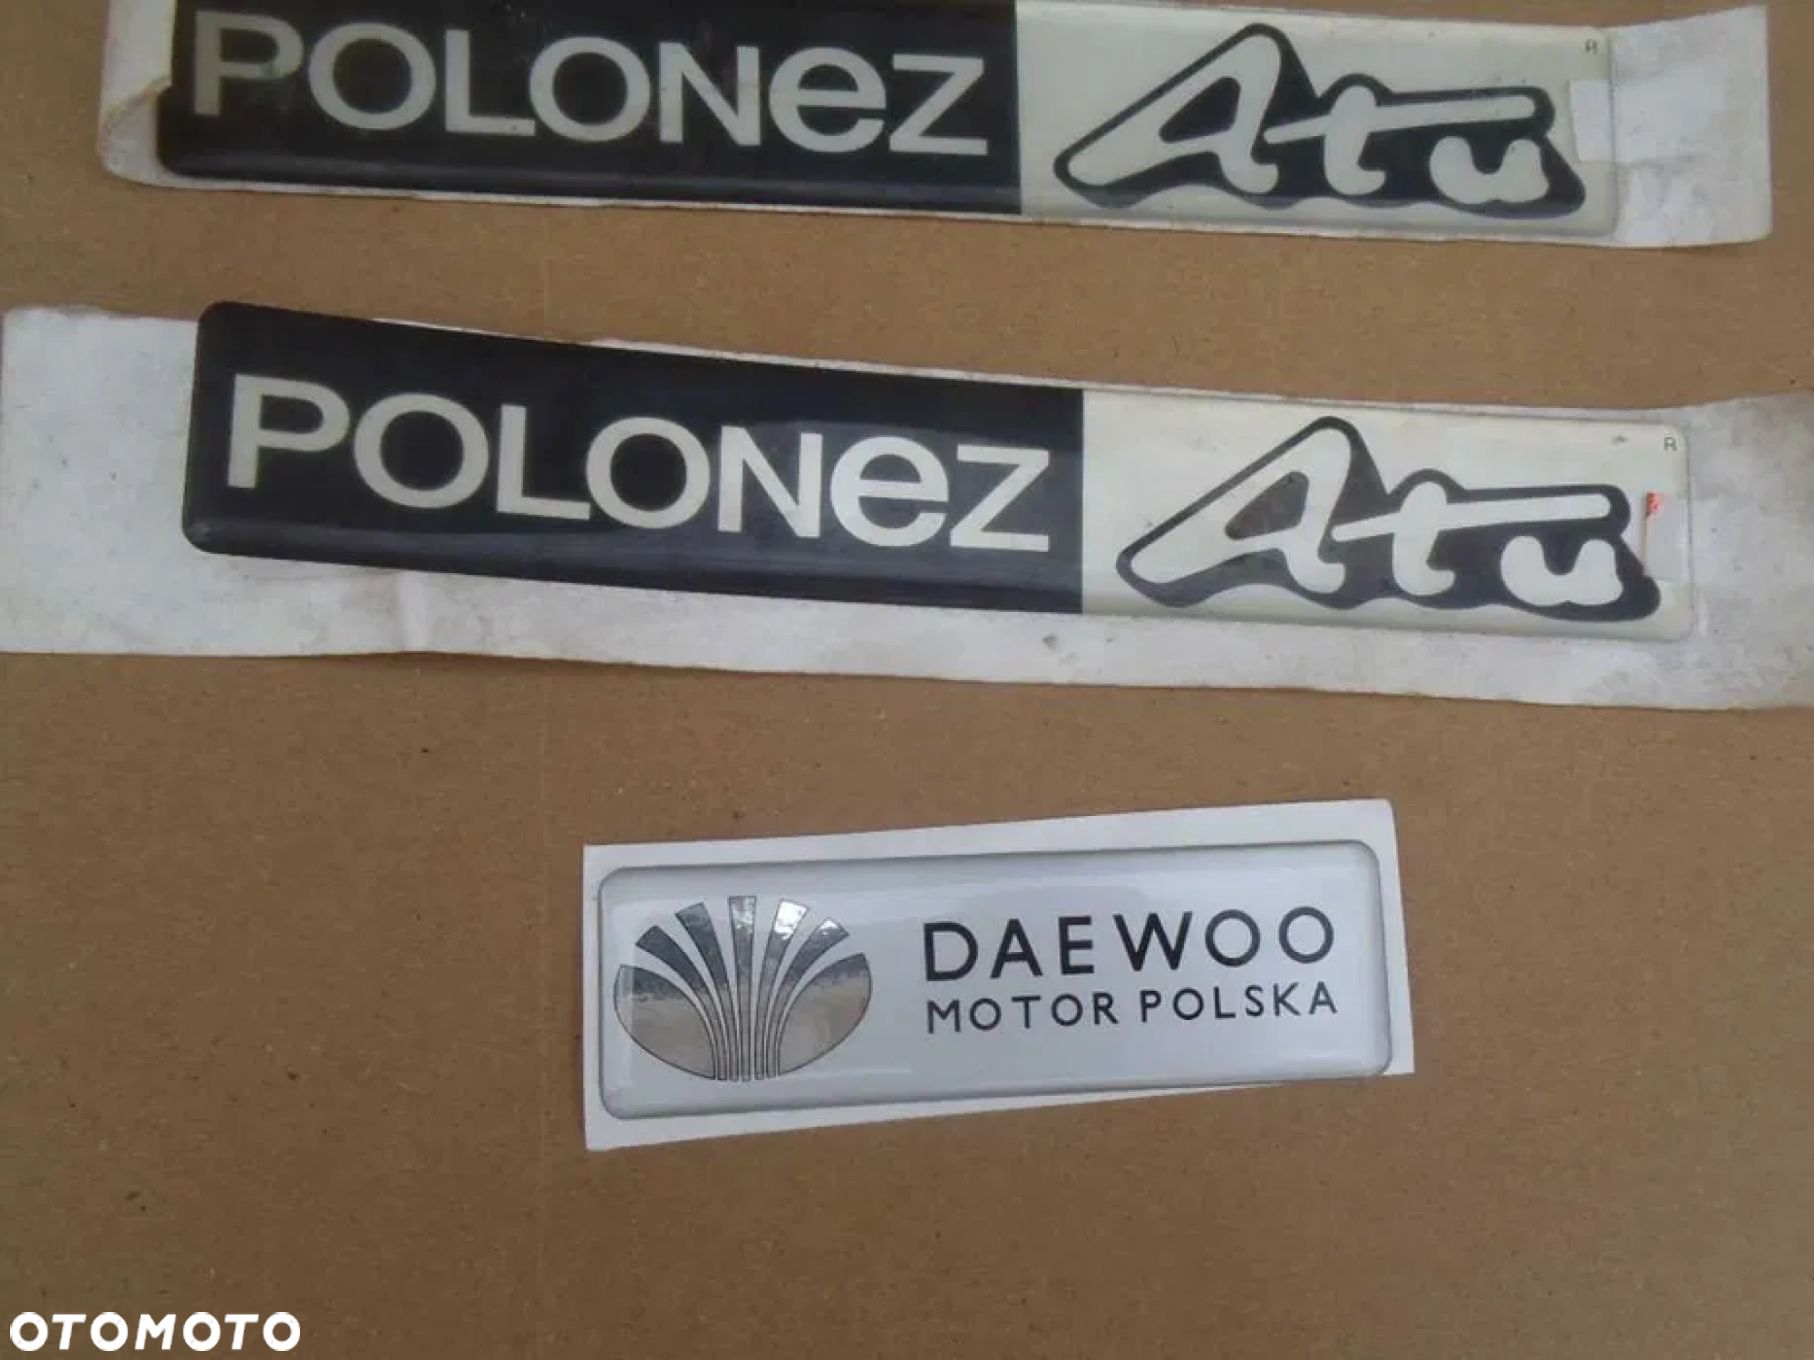 POLONEZ Atu R
POLONEZ Atu R
DAEWOO
MOTOR POLSKA
OTOMOTO